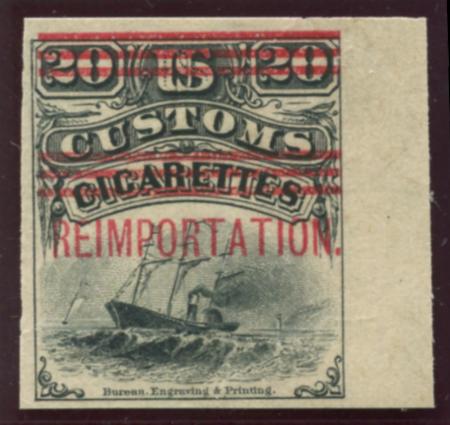 20 US 20
CUSTOMS
CIGARETTES
REIMPORTATION.
Bureau, Engraving & Printing.